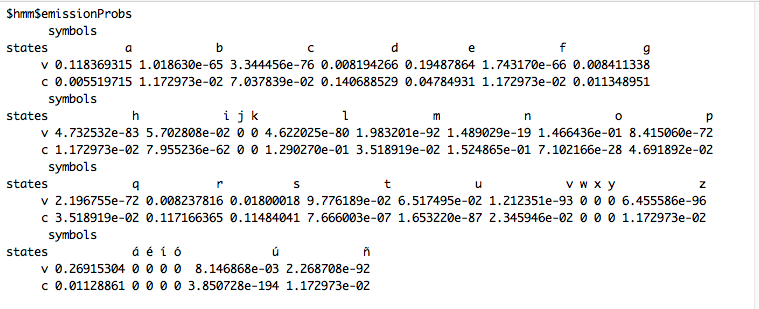 $hmm$emissionProbs
symbols
states a b c d e f g
v 0.118369315 1.018630e-65 3.344456e-76 0.008194266 0.19487864 1.743170e-66 0.008411338
c 0.005519715 1.172973e-02 7.037839e-02 0.140688529 0.04784931 1.172973e-02 0.011348951
symbols
states h i j k l m n o p
v 4.732532e-83 5.702808e-02 0 0 4.622025e-80 1.983201e-92 1.489029e-19 1.466436e-01 8.415060e-72
c 1.172973e-02 7.955236e-62 0 0 1.290270e-01 3.518919e-02 1.524865e-01 7.102166e-28 4.691892e-02
symbols
states q r s t u v w x y z
v 2.196755e-72 0.008237816 0.01800018 9.776189e-02 6.517495e-02 1.212351e-93 0 0 0 6.455586e-96
c 3.518919e-02 0.117166365 0.11484041 7.666003e-07 1.653220e-87 2.345946e-02 0 0 0 1.172973e-02
symbols
states á é í ó ú ñ
v 0.26915304 0 0 0 8.146868e-03 2.268708e-92
c 0.01128861 0 0 0 3.850728e-194 1.172973e-02